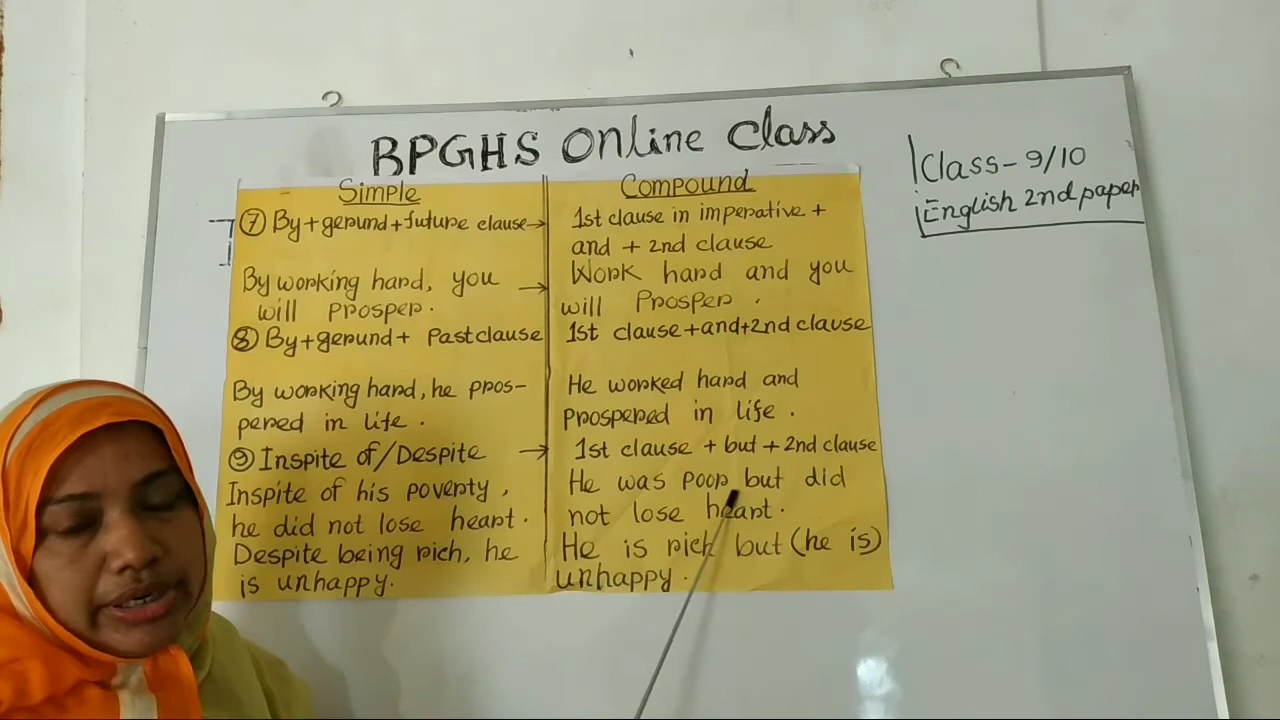 BPGHS Online Class
Class-9/10
English 2nd paper
Simple
⑦ By+gerund+future clause→
By working hard, you →
will prosper.
⑧ By+gerund+ Past clause
By working hard, he pros-
pered in life.
⑨ Inspite of/Despite →
Inspite of his poverty,
he did not lose heart.
Despite being rich, he
is unhappy.
Compound
1st clause in imperative +
and + 2nd clause
Work hard and you
will Prosper.
1st clause+and+2nd clause
He worked hard and
Prospered in life.
1st clause + but + 2nd clause
He was poor but did
not lose heart.
He is rich but (he is)
unhappy.